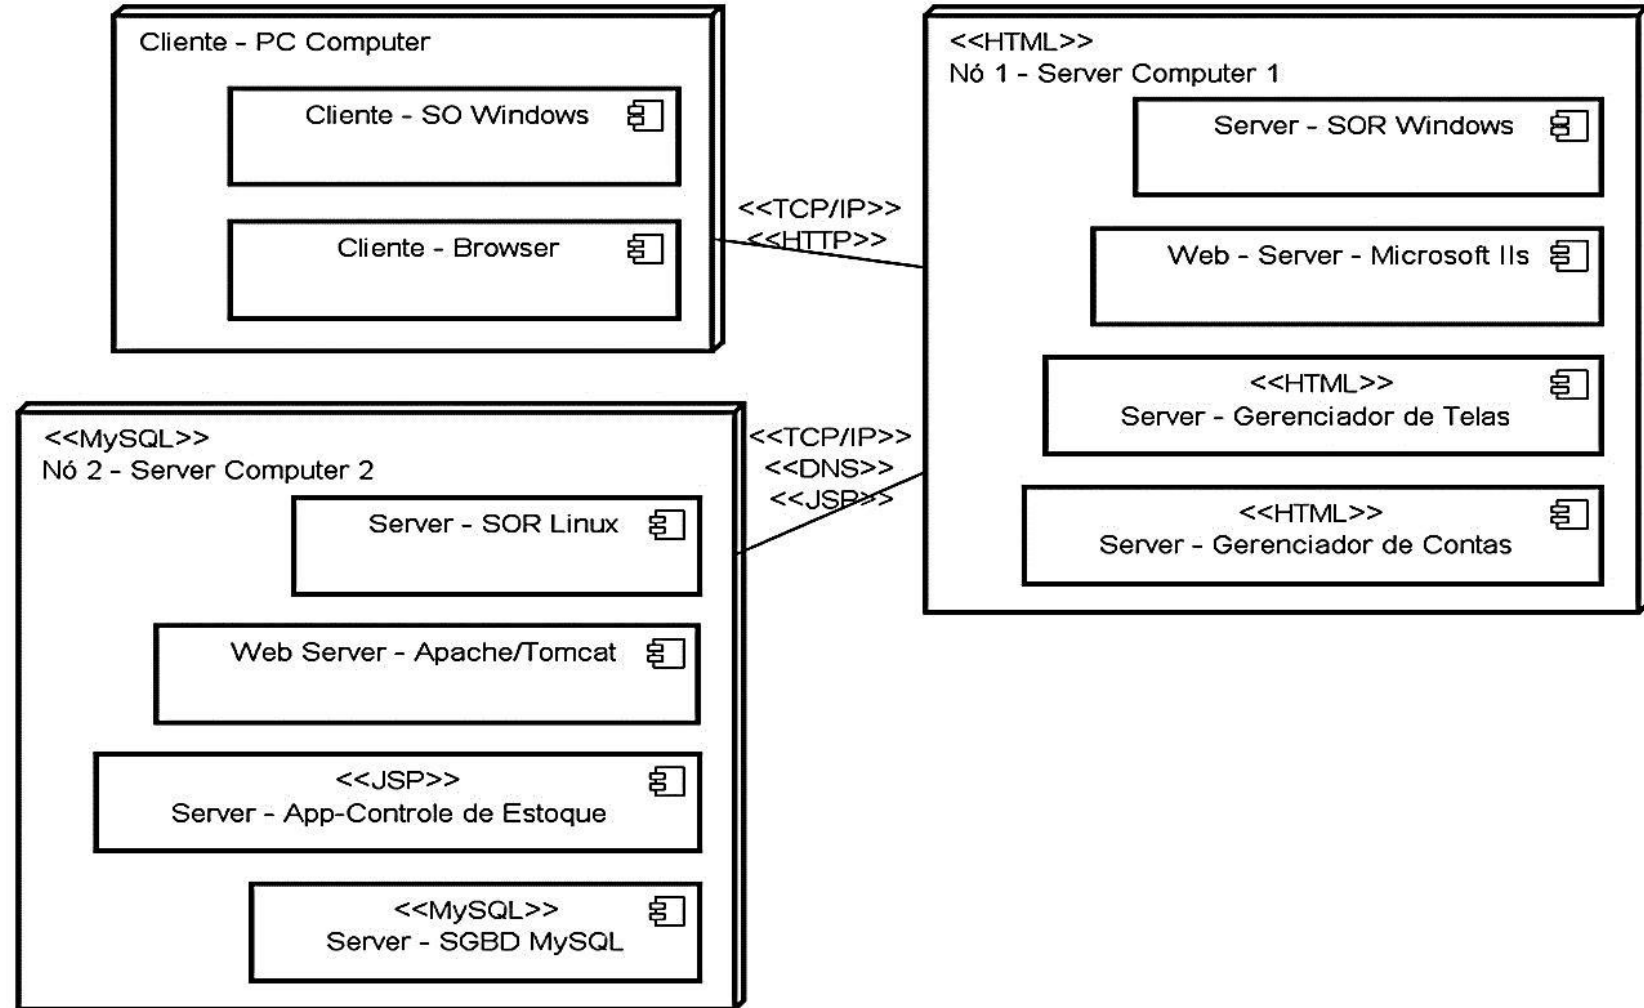 Cliente - PC Computer
Cliente - SO Windows
Cliente - Browser
<<TCP/IP>>
<<HTTP>>
<<HTML>>
Nó 1 - Server Computer 1
Server - SOR Windows
Web - Server - Microsoft IIs
<<HTML>>
Server - Gerenciador de Telas
<<HTML>>
Server - Gerenciador de Contas
<<TCP/IP>>
<<DNS>>
<<JSP>>
<<MySQL>>
Nó 2 - Server Computer 2
Server - SOR Linux
Web Server - Apache/Tomcat
<<JSP>>
Server - App-Controle de Estoque
<<MySQL>>
Server - SGBD MySQL